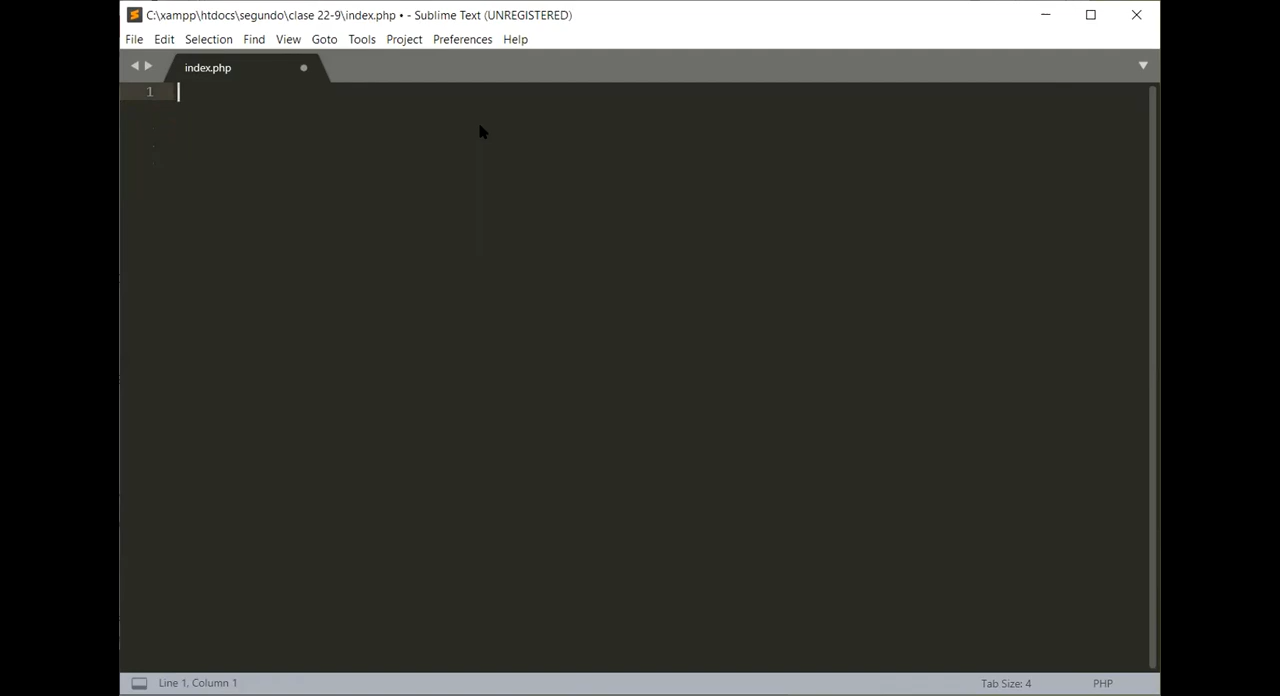 C:\xampp\htdocs\segundo\clase 22-9\index.php • - Sublime Text (UNREGISTERED)
File Edit Selection Find View Goto Tools Project Preferences Help
index.php
1
Line 1, Column 1 Tab Size: 4 PHP